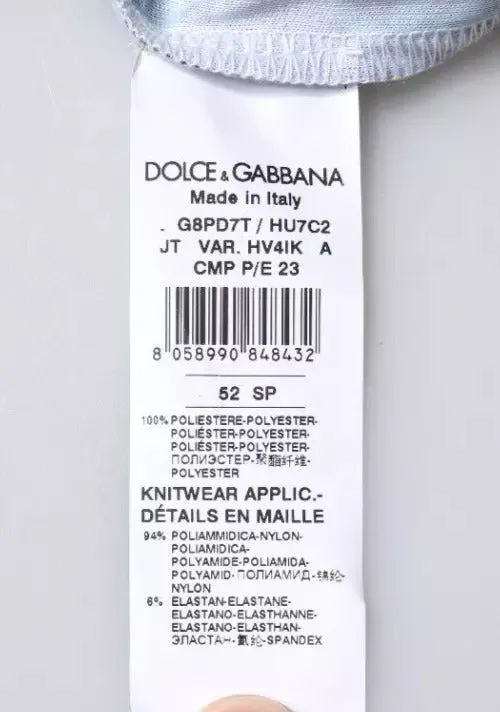 DOLCE & GABBANA
Made in Italy
. G8PD7T / HU7C2
JT VAR. HV4IK A
CMP P/E 23
8 058990 848432
52 SP
100% POLIESTERE-POLYESTER-
POLIÉSTER-POLYESTER-
POLIÉSTER-POLYESTER-
ПОЛИЭСТЕР-聚酯纤维-
POLYESTER
KNITWEAR APPLIC.-
DÉTAILS EN MAILLE
94% POLIAMMIDICA-NYLON-
POLIAMIDICA-
POLYAMIDE-POLIAMIDA-
POLYAMID-ПОЛИАМИД-锦纶-
NYLON
6% ELASTAN-ELASTANE-
ELASTANO-ELASTHANNE-
ELASTANO-ELASTHAN-
ЭЛАСТАН-氨纶-SPANDEX